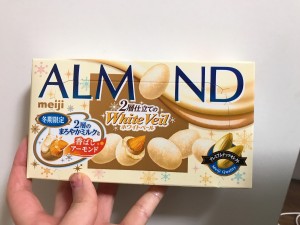 ALMOND
meiji
2層仕立ての
White Veil
ホワイトベール
冬期限定
2層の
まろやかミルクと
香ばし
アーモンド